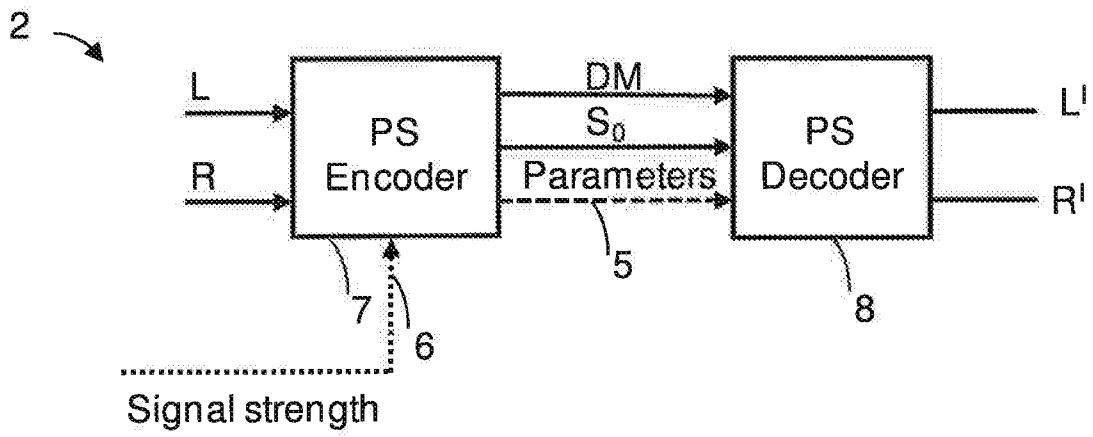 2
L
R
PS
Encoder
DM
S₀
Parameters
5
PS
Decoder
L'
R'
7
6
8
Signal strength